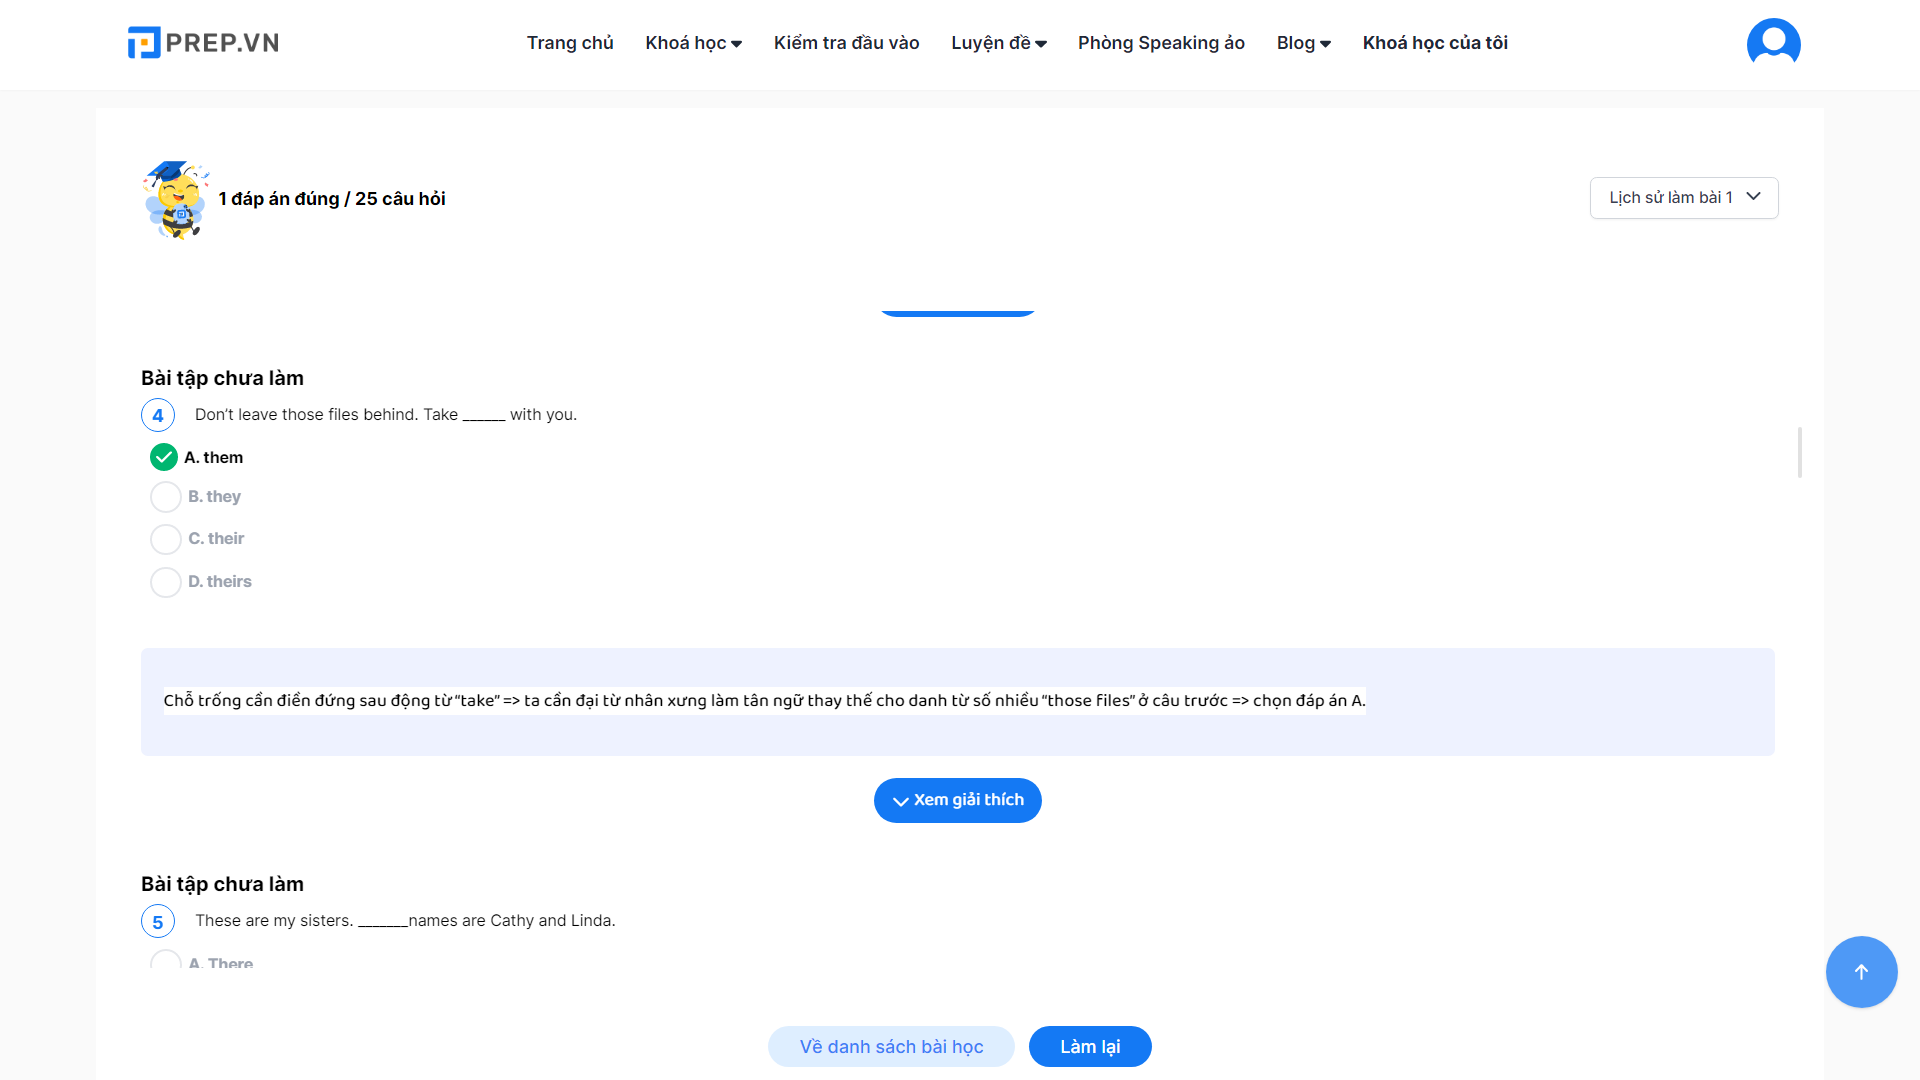 PREP.VN
Trang chủ Khoá học Kiểm tra đầu vào Luyện đề Phòng Speaking ảo Blog Khoá học của tôi
1 đáp án đúng / 25 câu hỏi
Lịch sử làm bài 1
Bài tập chưa làm
4 Don’t leave those files behind. Take ______ with you.
A. them
B. they
C. their
D. theirs
Chỗ trống cần điền đứng sau động từ “take” => ta cần đại từ nhân xưng làm tân ngữ thay thế cho danh từ số nhiều “those files” ở câu trước => chọn đáp án A.
Xem giải thích
Bài tập chưa làm
5 These are my sisters. _______names are Cathy and Linda.
A. There
Về danh sách bài học Làm lại